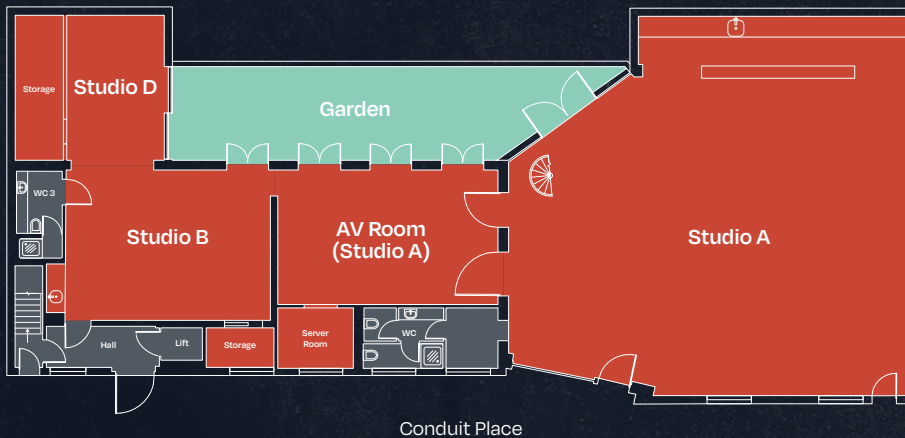 Storage
Studio D
Garden
WC 3
Studio B
AV Room
(Studio A)
Studio A
Hall
Lift
Storage
Server
Room
WC
Conduit Place